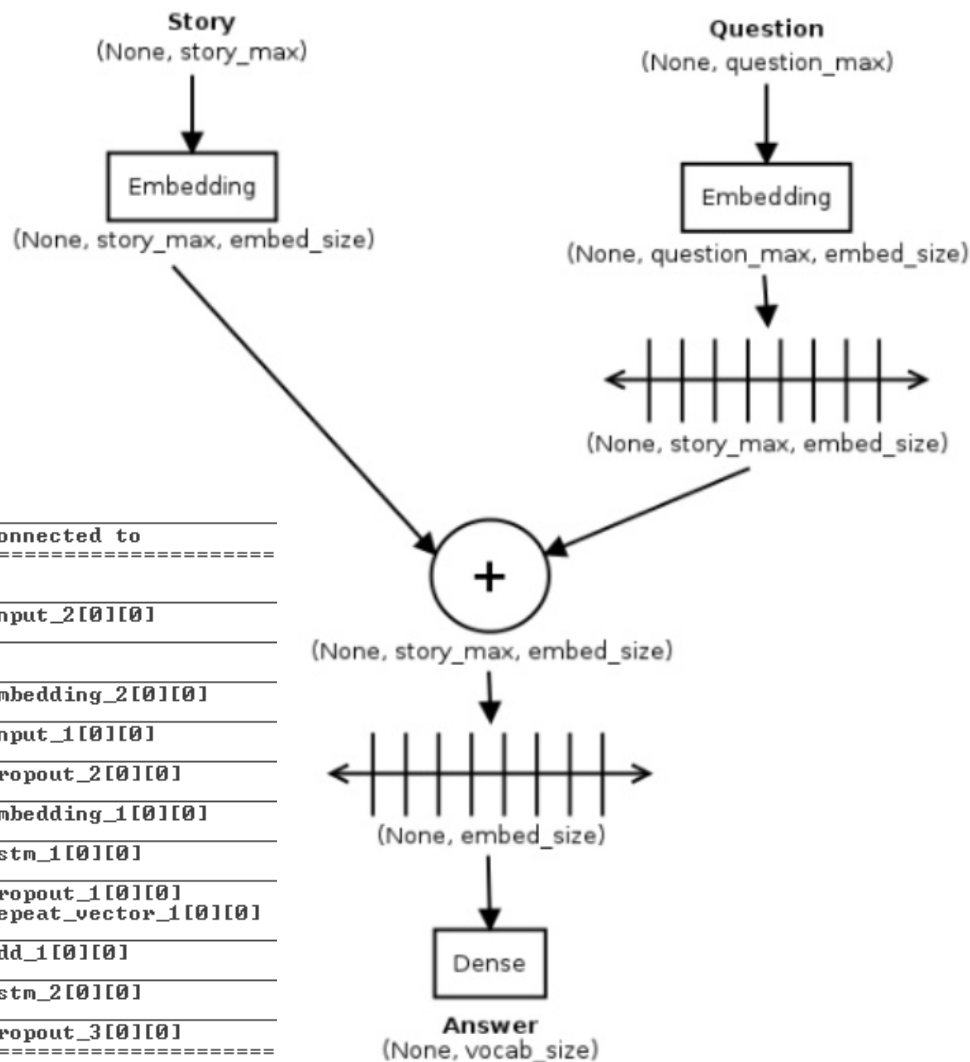 Story
(None, story_max)
Embedding
(None, story_max, embed_size)
Question
(None, question_max)
Embedding
(None, question_max, embed_size)
(None, story_max, embed_size)
+
(None, story_max, embed_size)
(None, embed_size)
Dense
Answer
(None, vocab_size)
onnected to
=====================
nput_2[0][0]
mbedding_2[0][0]
nput_1[0][0]
ropout_2[0][0]
mbedding_1[0][0]
stm_1[0][0]
ropout_1[0][0]
epeat_vector_1[0][0]
dd_1[0][0]
stm_2[0][0]
ropout_3[0][0]
=====================